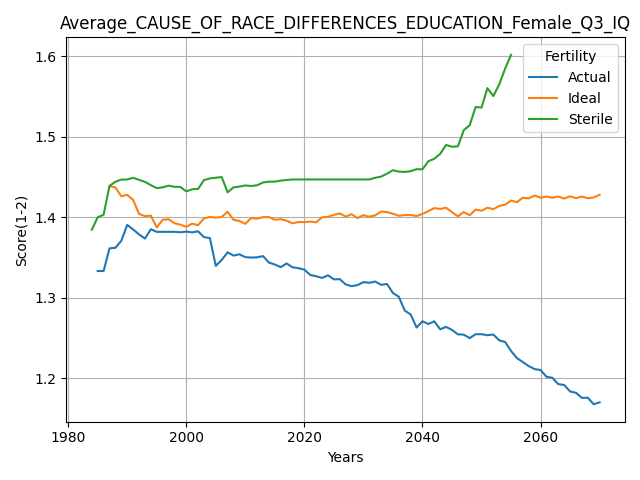 Average_CAUSE_OF_RACE_DIFFERENCES_EDUCATION_Female_Q3_IQ
Fertility
Actual
Ideal
Sterile
Score(1-2)
1.6
1.5
1.4
1.3
1.2
1980
2000
2020
2040
2060
Years